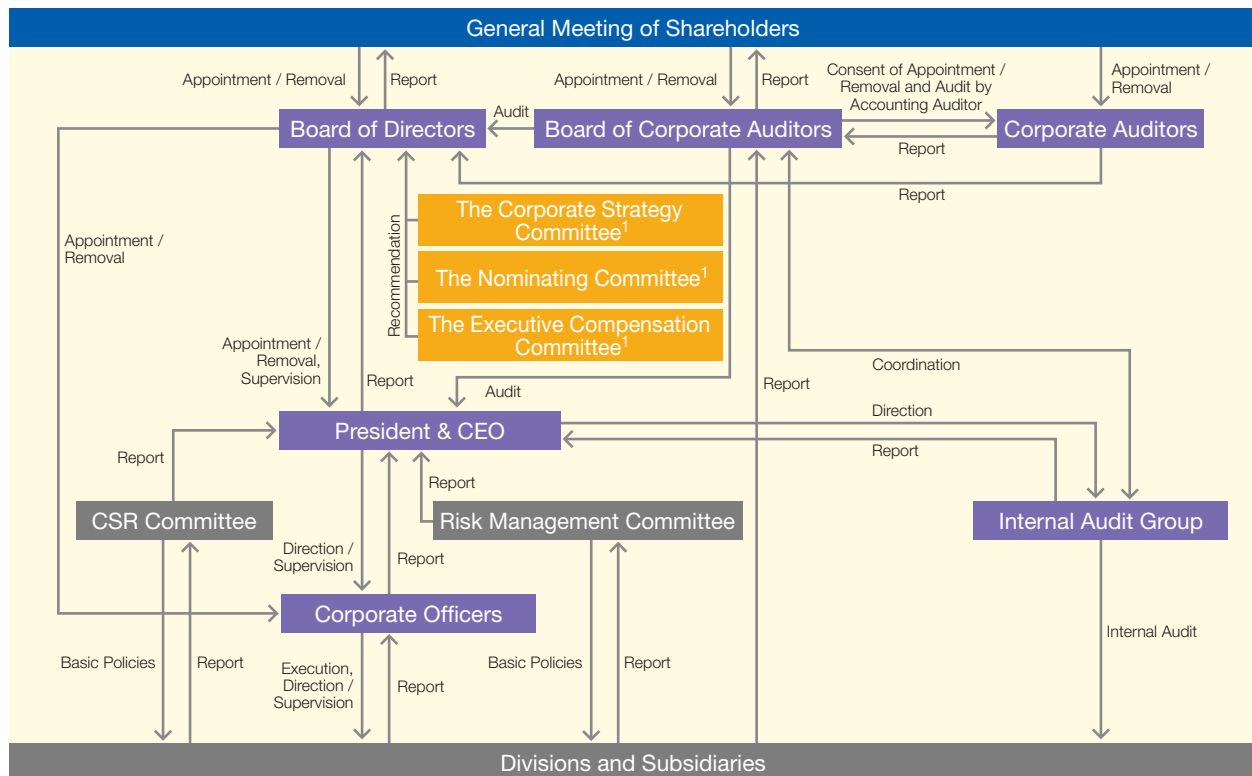 General Meeting of Shareholders
Appointment / Removal
Report
Appointment / Removal
Report
Consent of Appointment /
Removal and Audit by
Accounting Auditor
Appointment /
Removal
Board of Directors
Audit
Board of Corporate Auditors
Report
Corporate Auditors
Report
Appointment /
Removal
Recommendation
The Corporate Strategy
Committee¹
The Nominating Committee¹
The Executive Compensation
Committee¹
Appointment /
Removal,
Supervision
Report
Audit
Report
Coordination
President & CEO
Direction
Report
Report
Report
CSR Committee
Risk Management Committee
Internal Audit Group
Direction /
Supervision
Report
Corporate Officers
Basic Policies
Report
Execution,
Direction /
Supervision
Report
Basic Policies
Report
Internal Audit
Divisions and Subsidiaries